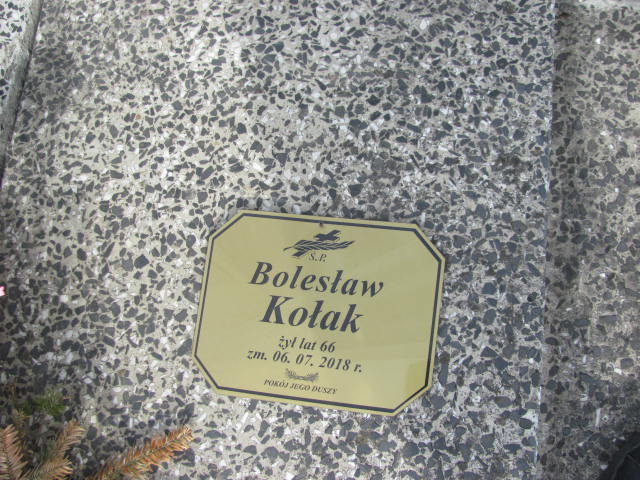 Ś.P.
Bolesław
Kołak
żył lat 66
zm. 06. 07. 2018 r.
POKÓJ JEGO DUSZY